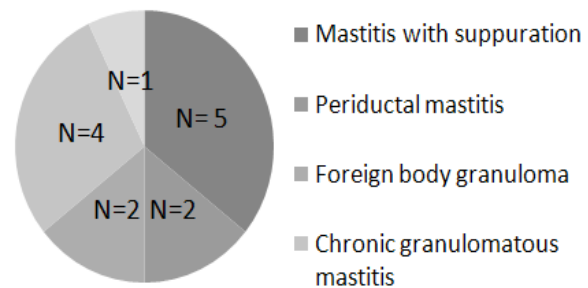 Mastitis with suppuration
N=1
N= 5
Periductal mastitis
N=4
Foreign body granuloma
N=2
N=2
Chronic granulomatous
mastitis